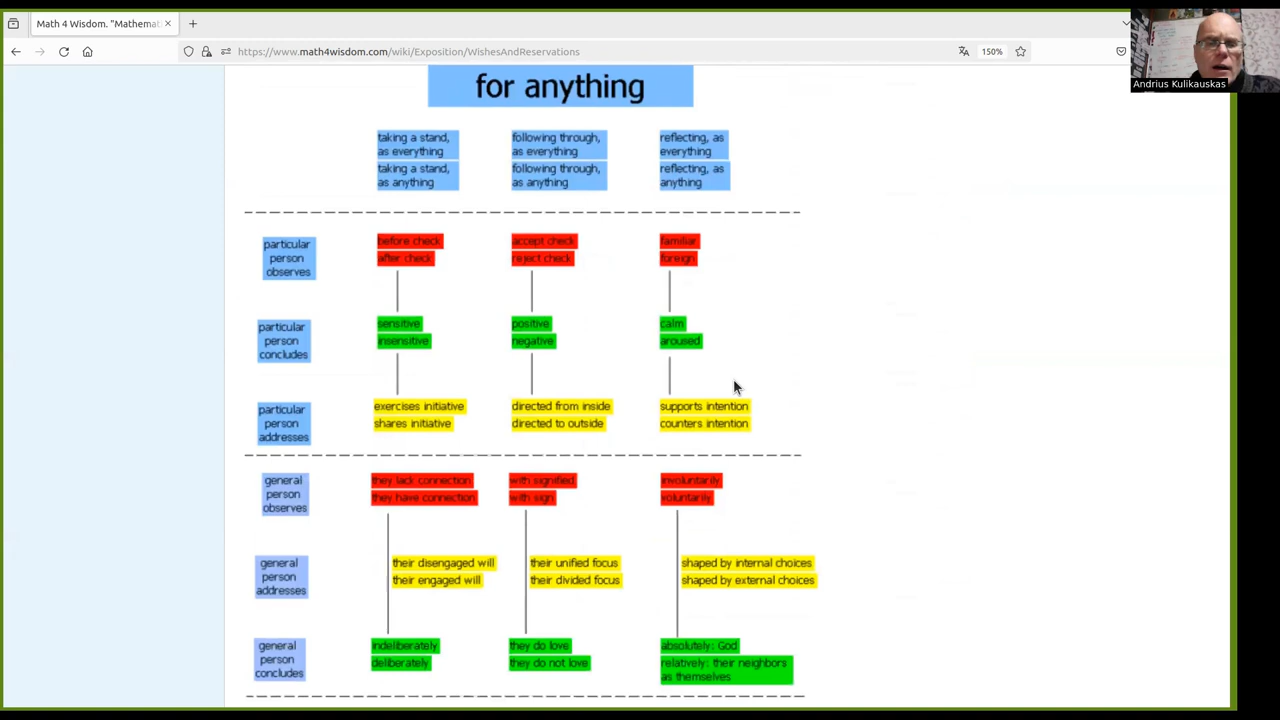 Math 4 Wisdom. "Mathemat
https://www.math4wisdom.com/wiki/Exposition/WishesAndReservations
150%
Andrius Kulikauskas
for anything
taking a stand, as everything
taking a stand, as anything
following through, as everything
following through, as anything
reflecting, as everything
reflecting, as anything
particular person observes
before check
after check
accept check
reject check
familiar
foreign
particular person concludes
sensitive
insensitive
positive
negative
calm
aroused
particular person addresses
exercises initiative
shares initiative
directed from inside
directed to outside
supports intention
counters intention
general person observes
they lack connection
they have connection
with signified
with sign
involuntarily
voluntarily
general person addresses
their disengaged will
their engaged will
their unified focus
their divided focus
shaped by internal choices
shaped by external choices
general person concludes
indeliberately
deliberately
they do love
they do not love
absolutely: God
relatively: their neighbors as themselves